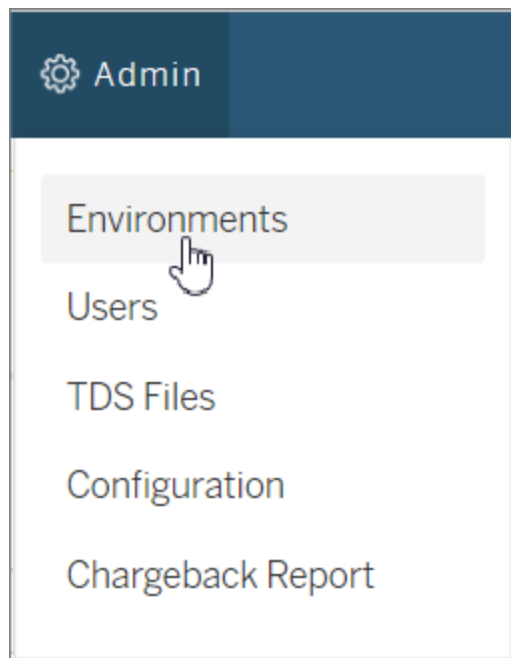 Admin
Environments
Users
TDS Files
Configuration
Chargeback Report